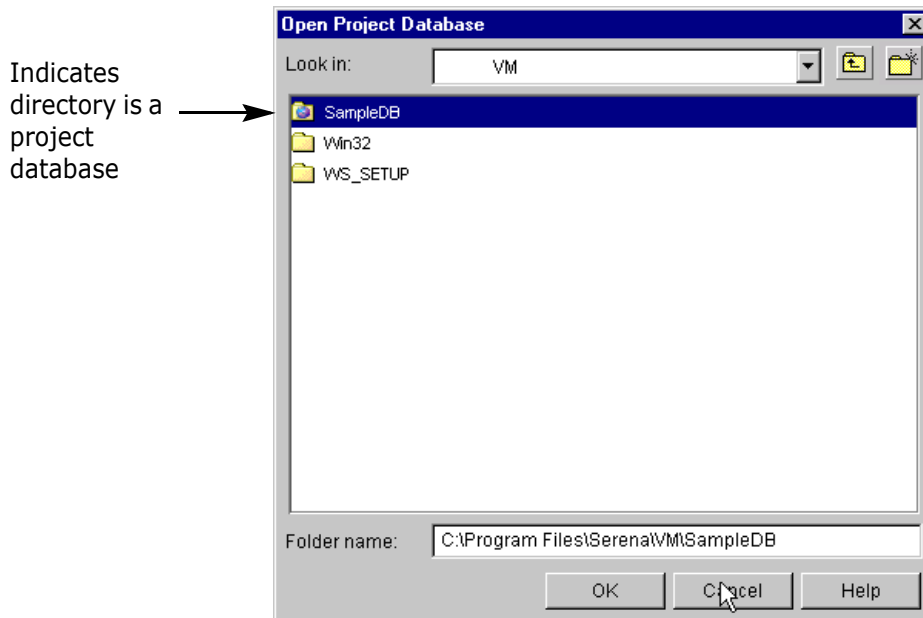 Indicates
directory is a
project
database
Open Project Database
Look in:
VM
SampleDB
Win32
WS_SETUP
Folder name:
C:\Program Files\Serena\VM\SampleDB
OK
Cancel
Help